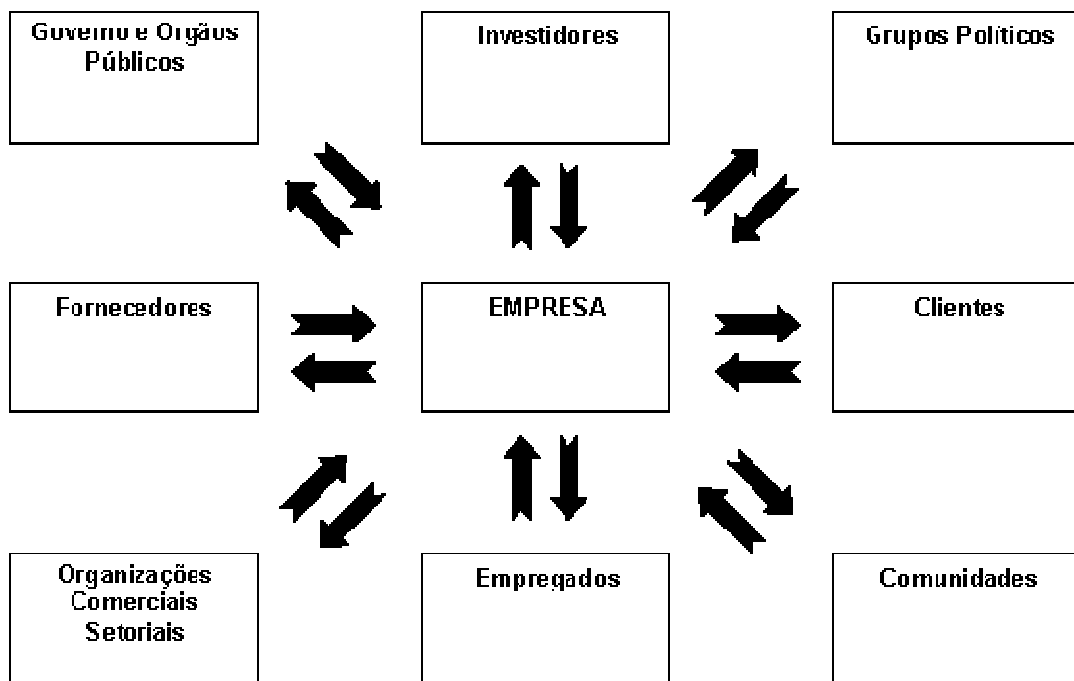 Governo e Orgãos
Públicos
Investidores
Grupos Políticos
Fornecedores
EMPRESA
Clientes
Organizações
Comerciais
Setoriais
Empregados
Comunidades